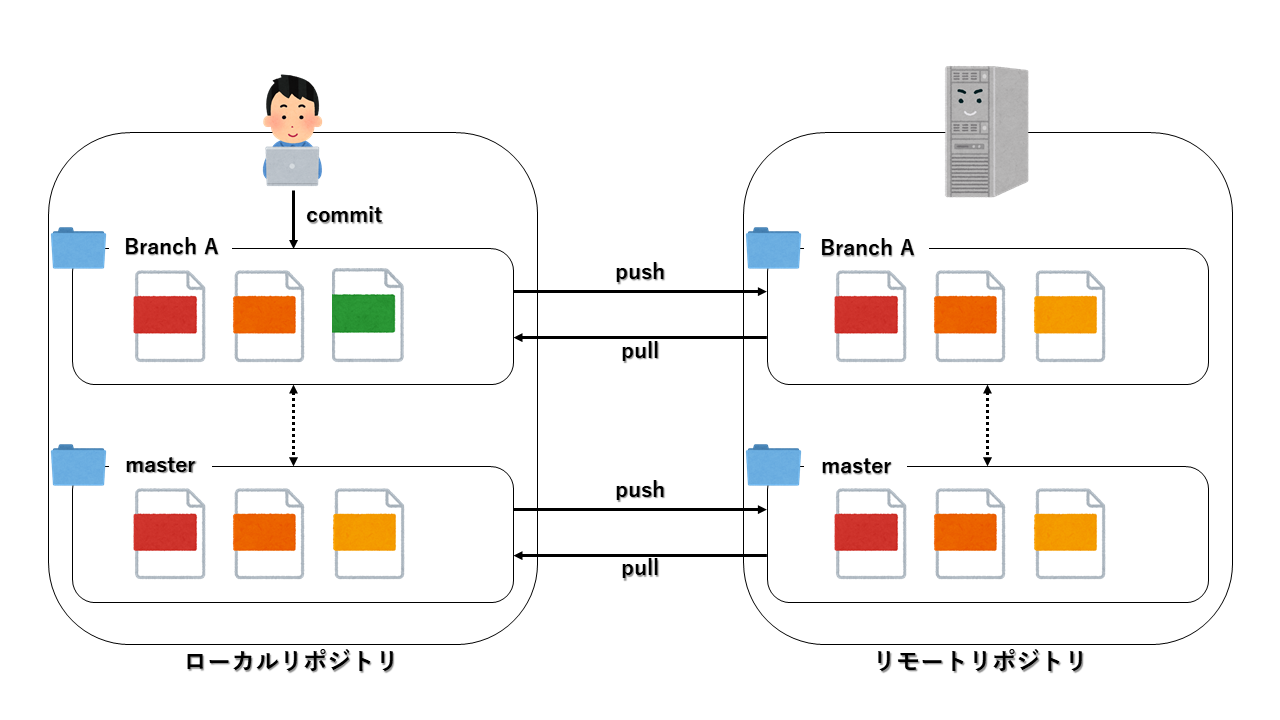 commit
Branch A
push
Branch A
pull
master
push
master
pull
ローカルリポジトリ
リモートリポジトリ